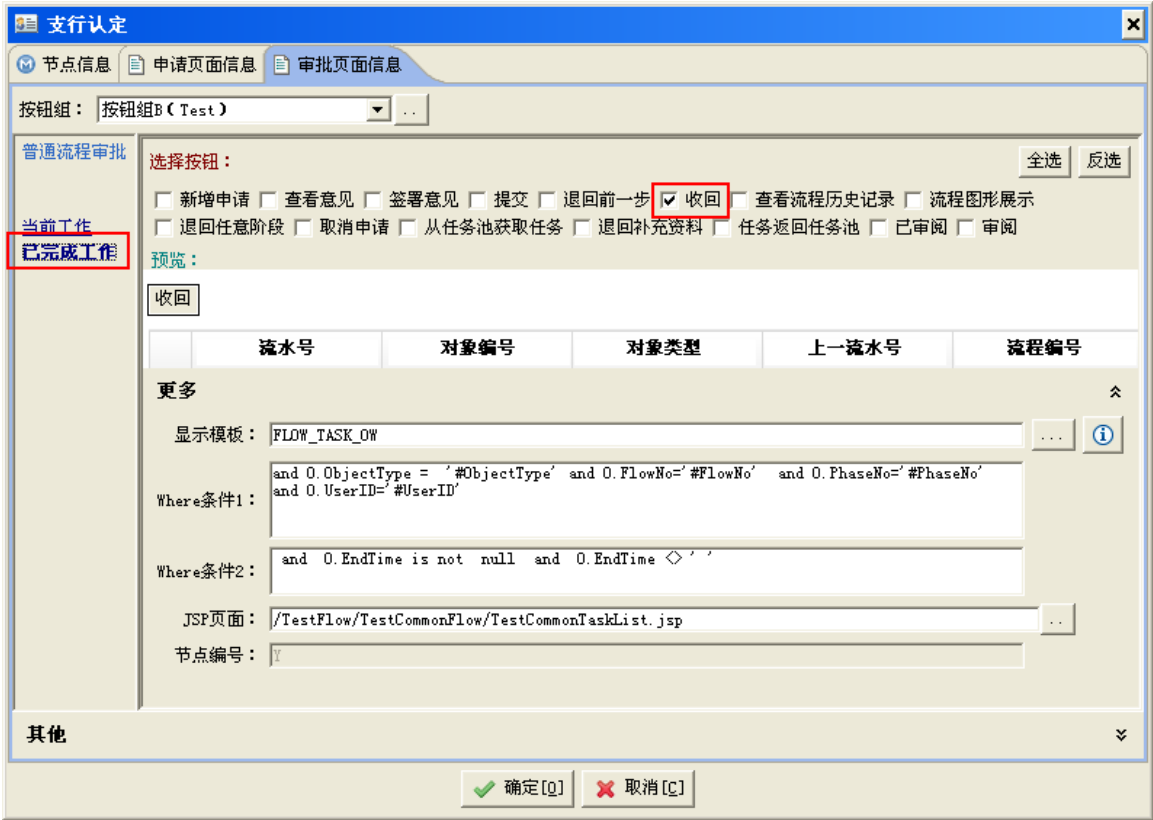 支行认定
节点信息 申请页面信息 审批页面信息
按钮组： 按钮组B(Test) ..
普通流程审批
当前工作
已完成工作
选择按钮： 全选 反选
新增申请 查看意见 签署意见 提交 退回前一步 收回 查看流程历史记录 流程图形展示
退回任意阶段 取消申请 从任务池获取任务 退回补充资料 任务返回任务池 已审阅 审阅
预览：
收回
流水号 对象编号 对象类型 上一流水号 流程编号
更多
显示模板： FLOW_TASK_OW ...
Where条件1：
and O.ObjectType = '#ObjectType' and O.FlowNo='#FlowNo' and O.PhaseNo='#PhaseNo'
and O.UserID='#UserID'
Where条件2：
and O.EndTime is not null and O.EndTime <> ' '
JSP页面： /TestFlow/TestCommonFlow/TestCommonTaskList.jsp ..
节点编号： Y
其他
确定[O] 取消[C]